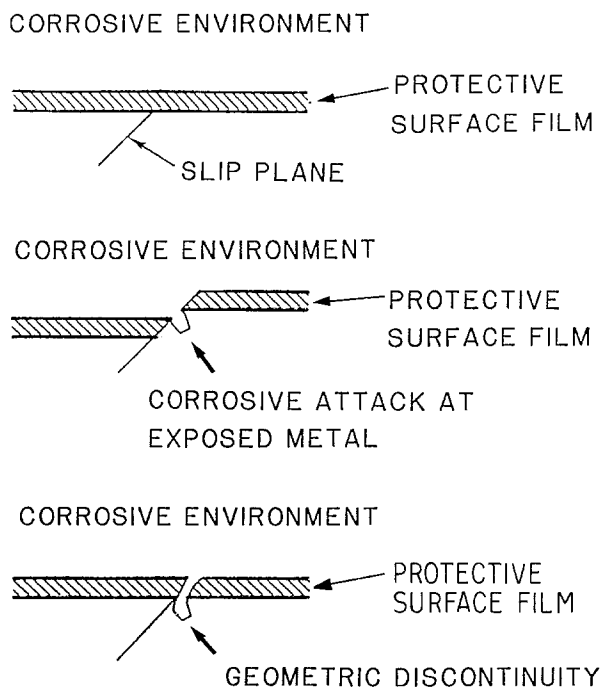 CORROSIVE ENVIRONMENT
PROTECTIVE
SURFACE FILM
SLIP PLANE
CORROSIVE ENVIRONMENT
PROTECTIVE
SURFACE FILM
CORROSIVE ATTACK AT
EXPOSED METAL
CORROSIVE ENVIRONMENT
PROTECTIVE
SURFACE FILM
GEOMETRIC DISCONTINUITY